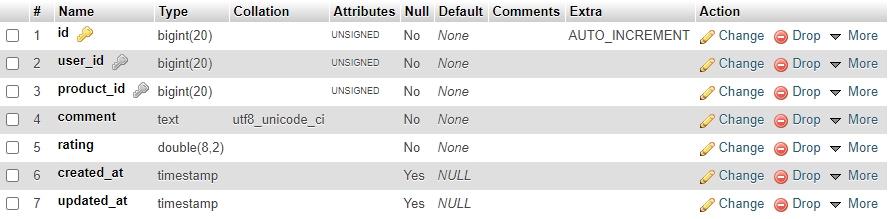 # Name Type Collation Attributes Null Default Comments Extra Action
1 id bigint(20) UNSIGNED No None AUTO_INCREMENT Change Drop More
2 user_id bigint(20) UNSIGNED No None Change Drop More
3 product_id bigint(20) UNSIGNED No None Change Drop More
4 comment text utf8_unicode_ci No None Change Drop More
5 rating double(8,2) No None Change Drop More
6 created_at timestamp Yes NULL Change Drop More
7 updated_at timestamp Yes NULL Change Drop More